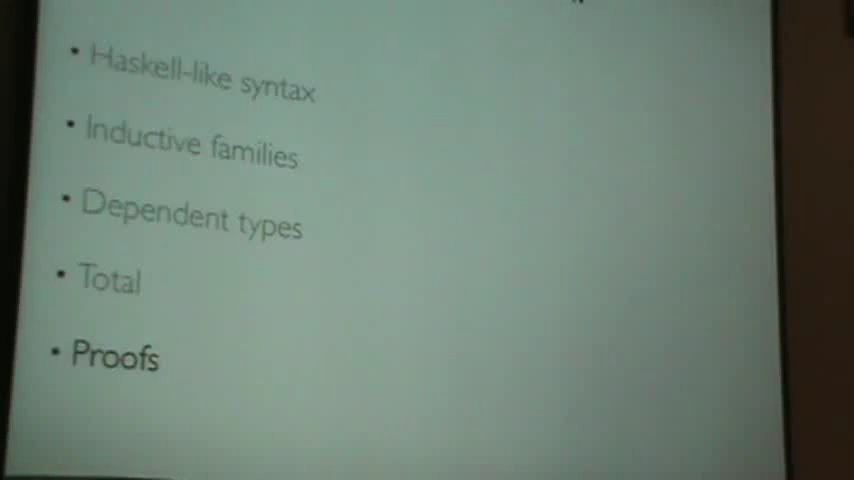 • Haskell-like syntax
• Inductive families
• Dependent types
• Total
• Proofs